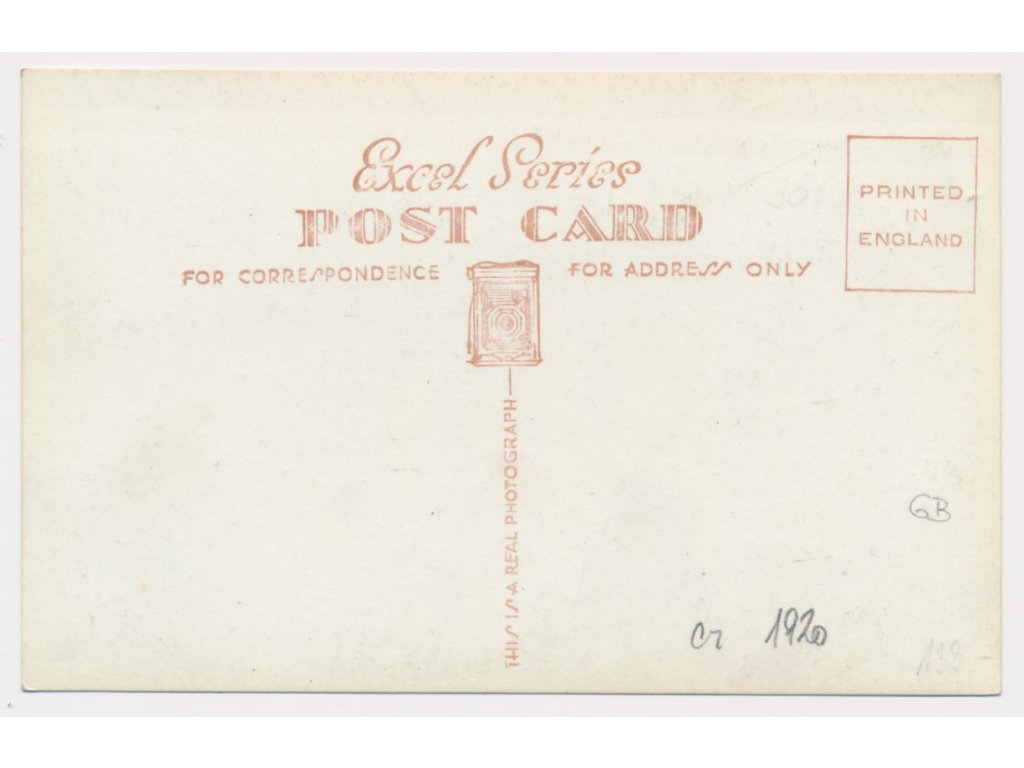 Excel Series
POST CARD
FOR CORRESPONDENCE
FOR ADDRESS ONLY
PRINTED
IN
ENGLAND
THIS IS A REAL PHOTOGRAPH
GB
cr 1920